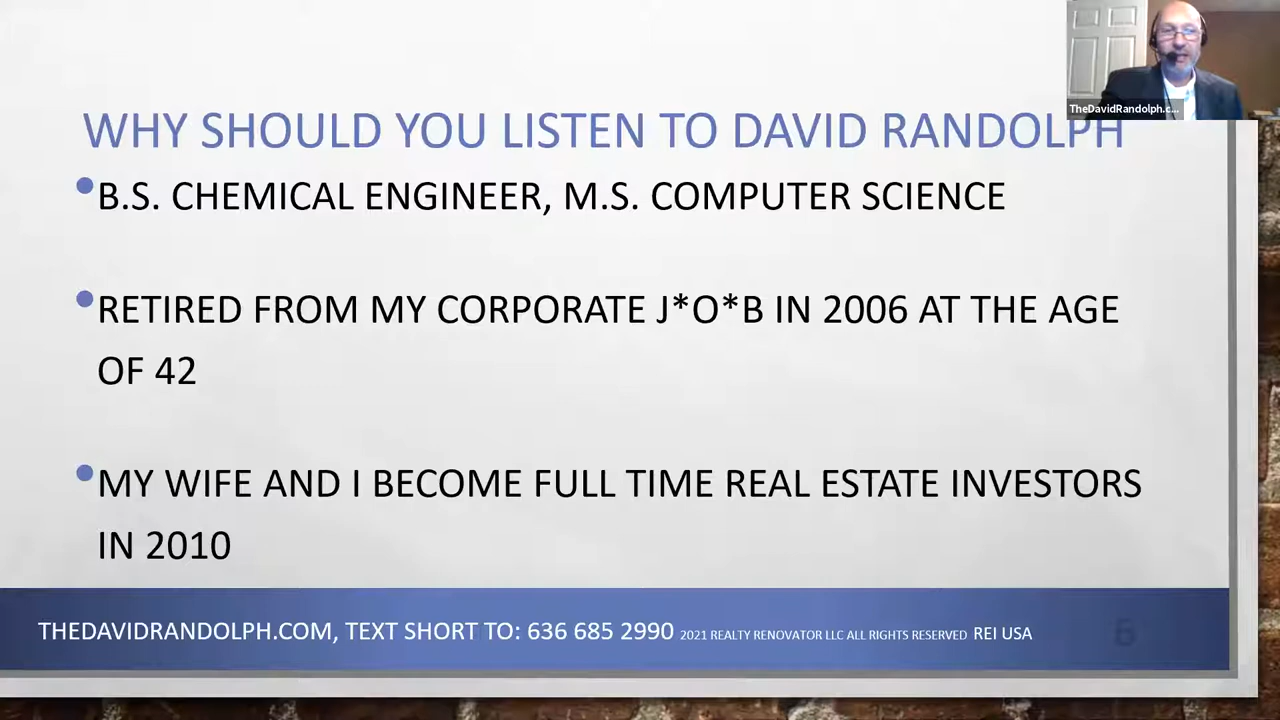 TheDavidRandolph.c...
WHY SHOULD YOU LISTEN TO DAVID RANDOLPH
•B.S. CHEMICAL ENGINEER, M.S. COMPUTER SCIENCE
•RETIRED FROM MY CORPORATE J*O*B IN 2006 AT THE AGE
OF 42
•MY WIFE AND I BECOME FULL TIME REAL ESTATE INVESTORS
IN 2010
THEDAVIDRANDOLPH.COM, TEXT SHORT TO: 636 685 2990 2021 REALTY RENOVATOR LLC ALL RIGHTS RESERVED REI USA